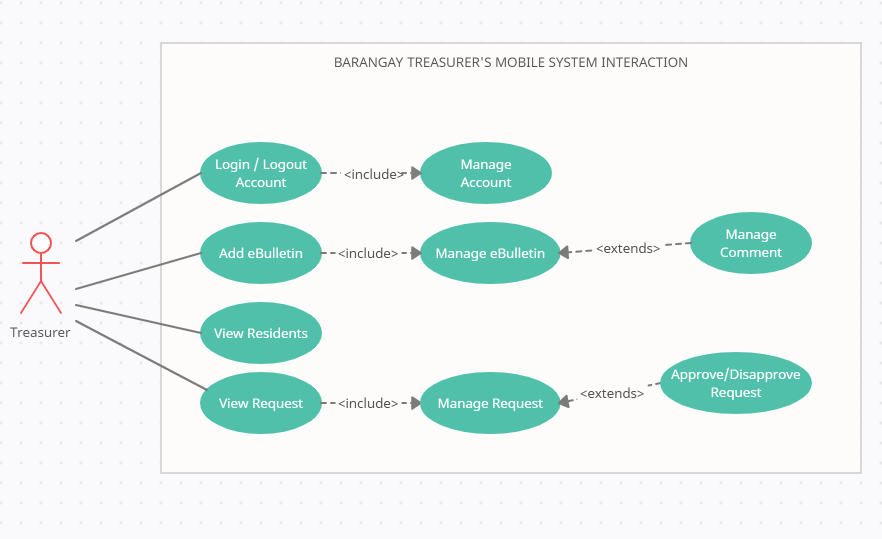 BARANGAY TREASURER'S MOBILE SYSTEM INTERACTION
Login / Logout
Account
<include>
Manage
Account
Add eBulletin
<include>
Manage eBulletin
<extends>
Manage
Comment
Treasurer
View Residents
View Request
<include>
Manage Request
<extends>
Approve/Disapprove
Request